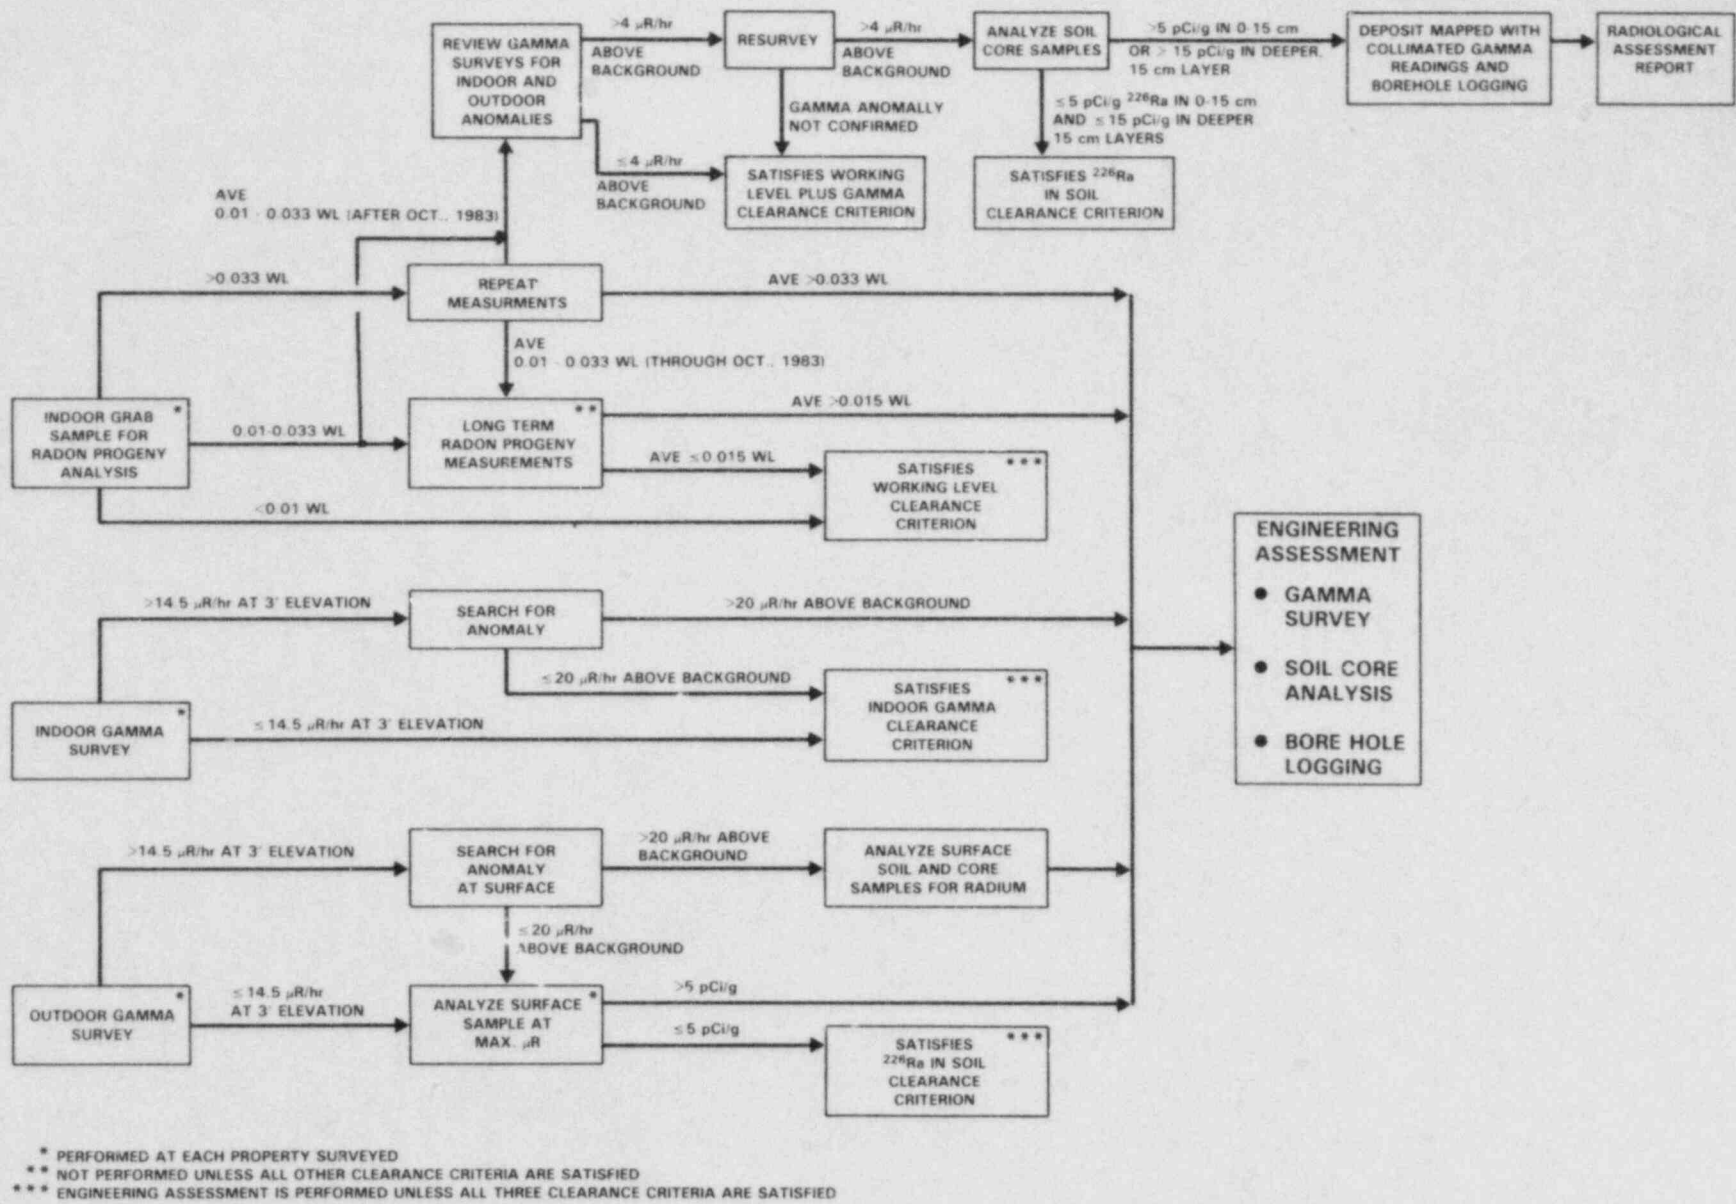 REVIEW GAMMA
SURVEYS FOR
INDOOR AND
OUTDOOR
ANOMALIES
>4 μR/hr
ABOVE
BACKGROUND
RESURVEY
>4 μR/hr
ABOVE
BACKGROUND
ANALYZE SOIL
CORE SAMPLES
>5 pCi/g IN 0-15 cm
OR > 15 pCi/g IN DEEPER.
15 cm LAYER
DEPOSIT MAPPED WITH
COLLIMATED GAMMA
READINGS AND
BOREHOLE LOGGING
RADIOLOGICAL
ASSESSMENT
REPORT
GAMMA ANOMALLY
NOT CONFIRMED
≤5 pCi/g ²²⁶Ra IN 0-15 cm
AND ≤ 15 pCi/g IN DEEPER
15 cm LAYERS
≤4 μR/hr
ABOVE
BACKGROUND
SATISFIES WORKING
LEVEL PLUS GAMMA
CLEARANCE CRITERION
SATISFIES ²²⁶Ra
IN SOIL
CLEARANCE CRITERION
AVE
0.01 - 0.033 WL (AFTER OCT., 1983)
>0.033 WL
REPEAT
MEASURMENTS
AVE >0.033 WL
AVE
0.01 - 0.033 WL (THROUGH OCT., 1983)
INDOOR GRAB *
SAMPLE FOR
RADON PROGENY
ANALYSIS
0.01-0.033 WL
LONG TERM **
RADON PROGENY
MEASUREMENTS
AVE >0.015 WL
AVE ≤0.015 WL
<0.01 WL
SATISFIES ***
WORKING LEVEL
CLEARANCE
CRITERION
ENGINEERING
ASSESSMENT
● GAMMA
SURVEY
● SOIL CORE
ANALYSIS
● BORE HOLE
LOGGING
>14.5 μR/hr AT 3' ELEVATION
SEARCH FOR
ANOMALY
>20 μR/hr ABOVE BACKGROUND
≤20 μR/hr ABOVE BACKGROUND
INDOOR GAMMA *
SURVEY
≤14.5 μR/hr AT 3' ELEVATION
SATISFIES ***
INDOOR GAMMA
CLEARANCE
CRITERION
>14.5 μR/hr AT 3' ELEVATION
SEARCH FOR
ANOMALY
AT SURFACE
>20 μR/hr ABOVE
BACKGROUND
ANALYZE SURFACE
SOIL AND CORE
SAMPLES FOR RADIUM
≤20 μR/hr
ABOVE BACKGROUND
OUTDOOR GAMMA *
SURVEY
≤14.5 μR/hr
AT 3' ELEVATION
ANALYZE SURFACE *
SAMPLE AT
MAX. μR
>5 pCi/g
≤5 pCi/g
SATISFIES ***
²²⁶Ra IN SOIL
CLEARANCE
CRITERION
* PERFORMED AT EACH PROPERTY SURVEYED
** NOT PERFORMED UNLESS ALL OTHER CLEARANCE CRITERIA ARE SATISFIED
*** ENGINEERING ASSESSMENT IS PERFORMED UNLESS ALL THREE CLEARANCE CRITERIA ARE SATISFIED